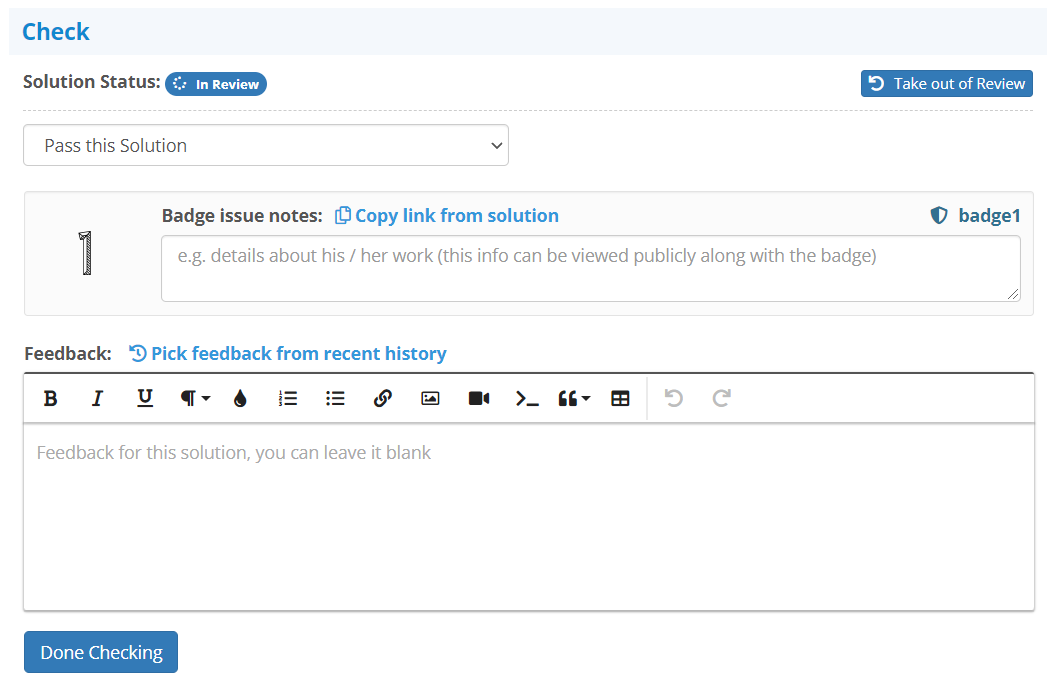 Check
Solution Status: In Review Take out of Review
Pass this Solution
Badge issue notes: Copy link from solution badge1
1
e.g. details about his / her work (this info can be viewed publicly along with the badge)
Feedback: Pick feedback from recent history
B I U
Feedback for this solution, you can leave it blank
Done Checking